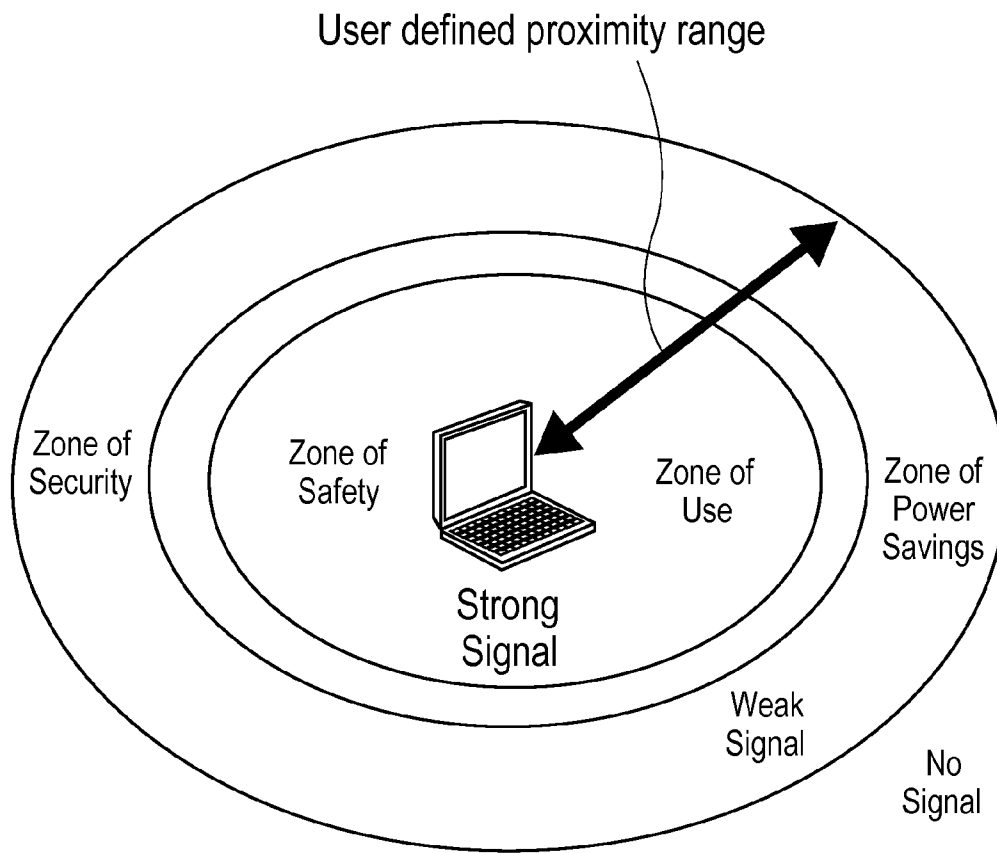 User defined proximity range
Zone of
Security
Zone of
Safety
Zone of
Use
Zone of
Power
Savings
Strong
Signal
Weak
Signal
No
Signal